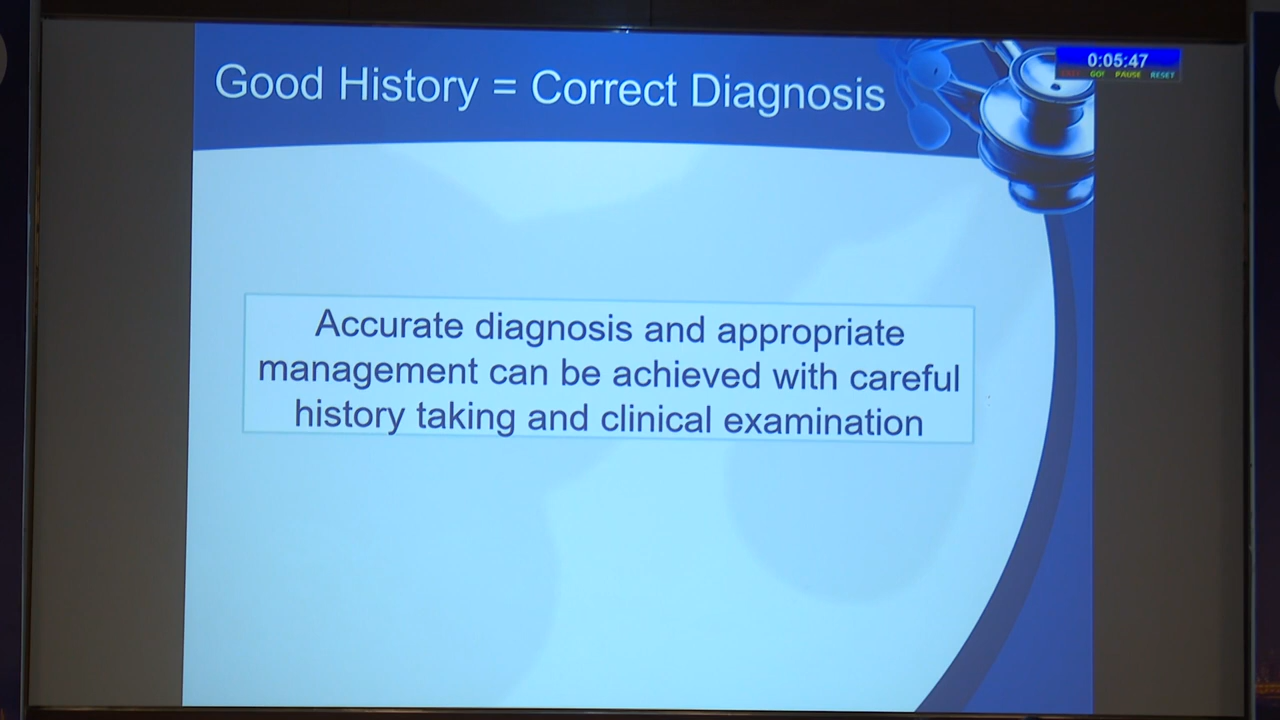 Good History = Correct Diagnosis
0:05:47
GO! PAUSE RESET
Accurate diagnosis and appropriate
management can be achieved with careful
history taking and clinical examination